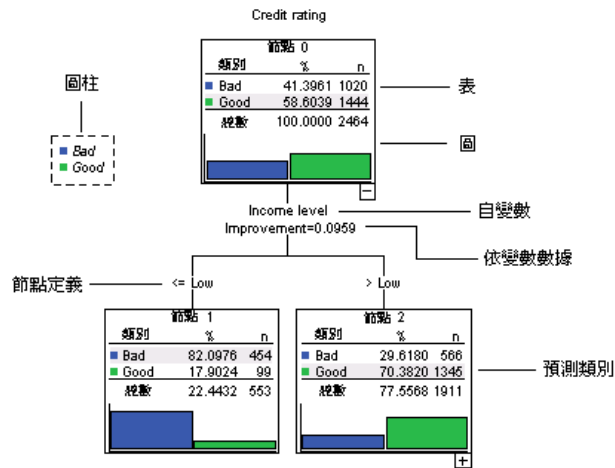 Credit rating
節點 0
類別 % n
Bad 41.3961 1020
Good 58.6039 1444
總數 100.0000 2464
圖柱
Bad
Good
表
圖
Income level
Improvement=0.0959
自變數
依變數數據
節點定義
<= Low
> Low
節點 1
類別 % n
Bad 82.0976 454
Good 17.9024 99
總數 22.4432 553
節點 2
類別 % n
Bad 29.6180 566
Good 70.3820 1345
總數 77.5568 1911
預測類別